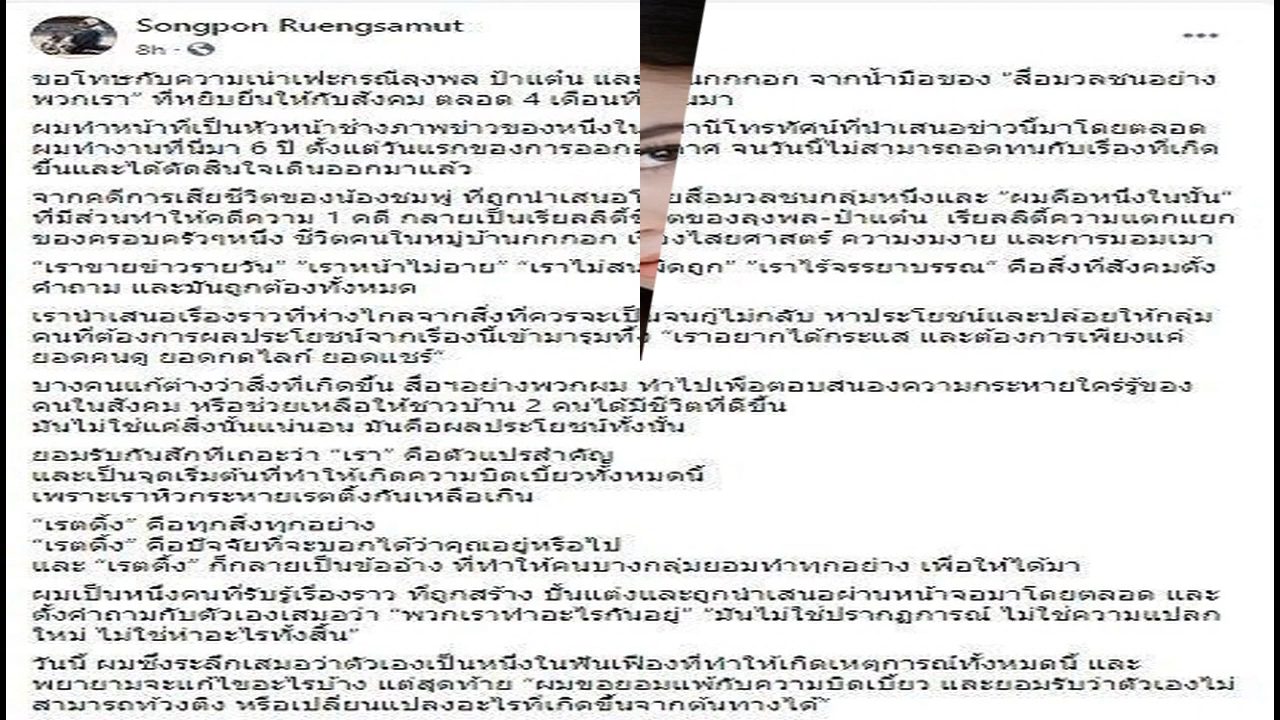 Songpon Ruengsamut
8h
ขอโทษกับความเน่าเฟะกรณีลุงพล ป้าแต๋น และ นกกกอก จากน้ำมือของ "สื่อมวลชนอย่าง
พวกเรา" ที่หยิบยื่นให้กับสังคม ตลอด 4 เดือนที่ นมา
ผมทำหน้าที่เป็นหัวหน้าช่างภาพข่าวของหนึ่งใน านีโทรทัศน์ที่นำเสนอข่าวนี้มาโดยตลอด
ผมทำงานที่นี่มา 6 ปี ตั้งแต่วันแรกของการออกอ กาศ จนวันนี้ไม่สามารถอดทนกับเรื่องที่เกิด
ขึ้นและได้ตัดสินใจเดินออกมาแล้ว
จากคดีการเสียชีวิตของน้องชมพู่ ที่ถูกนำเสนอโ ยสื่อมวลชนกลุ่มหนึ่งและ "ผมคือหนึ่งในนั้น"
ที่มีส่วนทำให้คดีความ 1 คดี กลายเป็นเรียลลิตี้ชี ตของลุงพล-ป้าแต๋น เรียลลิตี้ความแตกแยก
ของครอบครัวๆหนึ่ง ชีวิตคนในหมู่บ้านกกกอก เ องไสยศาสตร์ ความงมงาย และการมอมเมา
"เราขายข่าวรายวัน" "เราหน้าไม่อาย" "เราไม่สน ผิดถูก" "เราไร้จรรยาบรรณ" คือสิ่งที่สังคมตั้ง
คำถาม และมันถูกต้องทั้งหมด
เรานำเสนอเรื่องราวที่ห่างไกลจากสิ่งที่ควรจะเป็นจนกู่ไม่กลับ หาประโยชน์และปล่อยให้กลุ่ม
คนที่ต้องการผลประโยชน์จากเรื่องนี้เข้ามารุมทึ้ง "เราอยากได้กระแส และต้องการเพียงแค่
ยอดคนดู ยอดกดไลก์ ยอดแชร์"
บางคนแก้ต่างว่าสิ่งที่เกิดขึ้น สื่อฯอย่างพวกผม ทำไปเพื่อตอบสนองความกระหายใคร่รู้ของ
คนในสังคม หรือช่วยเหลือให้ชาวบ้าน 2 คนได้มีชีวิตที่ดีขึ้น
มันไม่ใช่แค่สิ่งนั้นแน่นอน มันคือผลประโยชน์ทั้งนั้น
ยอมรับกันสักทีเถอะว่า "เรา" คือตัวแปรสำคัญ
และเป็นจุดเริ่มต้นที่ทำให้เกิดความบิดเบี้ยวทั้งหมดนี้
เพราะเราหิวกระหายเรตติ้งกันเหลือเกิน
"เรตติ้ง" คือทุกสิ่งทุกอย่าง
"เรตติ้ง" คือปัจจัยที่จะบอกได้ว่าคุณอยู่หรือไป
และ "เรตติ้ง" ก็กลายเป็นข้ออ้าง ที่ทำให้คนบางกลุ่มยอมทำทุกอย่าง เพื่อให้ได้มา
ผมเป็นหนึ่งคนที่รับรู้เรื่องราว ที่ถูกสร้าง ปั้นแต่งและถูกนำเสนอผ่านหน้าจอมาโดยตลอด และ
ตั้งคำถามกับตัวเองเสมอว่า "พวกเราทำอะไรกันอยู่" "มันไม่ใช่ปรากฏการณ์ ไม่ใช่ความแปลก
ใหม่ ไม่ใช่ห่าอะไรทั้งสิ้น"
วันนี้ ผมซึ่งระลึกเสมอว่าตัวเองเป็นหนึ่งในฟันเฟืองที่ทำให้เกิดเหตุการณ์ทั้งหมดนี้ และ
พยายามจะแก้ไขอะไรบ้าง แต่สุดท้าย "ผมขอยอมแพ้กับความบิดเบี้ยว และยอมรับว่าตัวเองไม่
สามารถท้วงติง หรือเปลี่ยนแปลงอะไรที่เกิดขึ้นจากต้นทางได้"